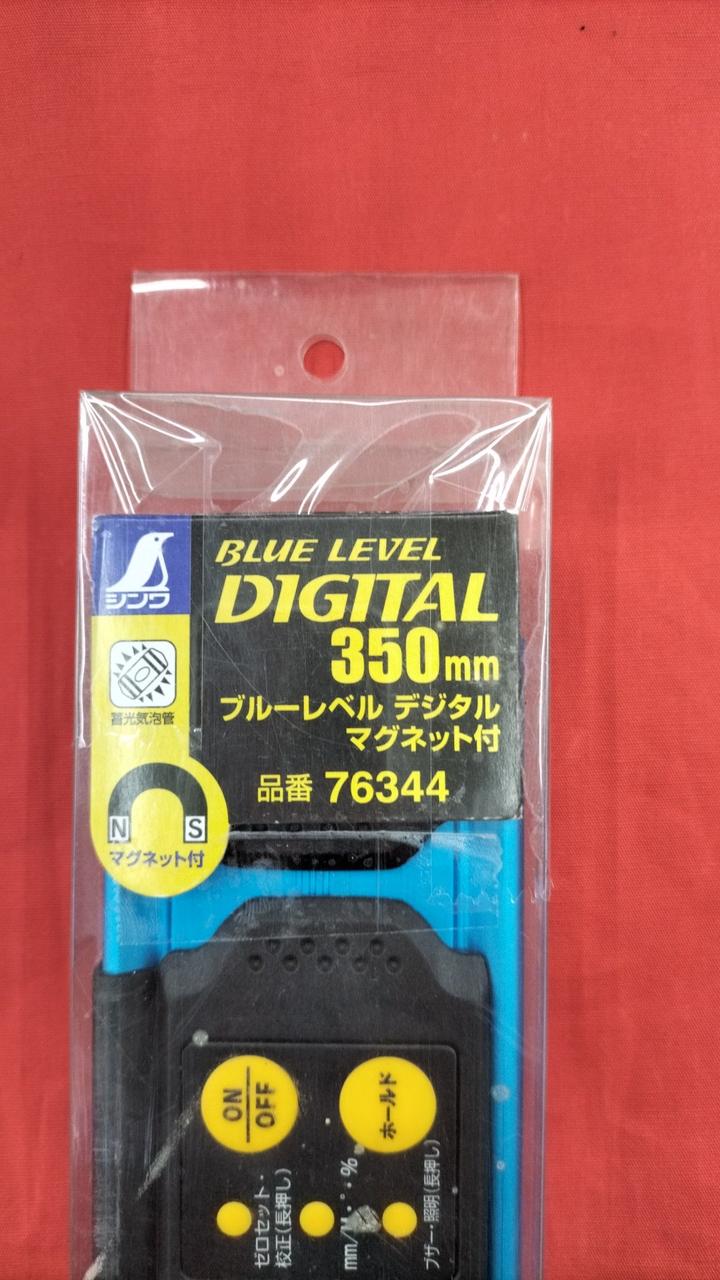 シンワ
BLUE LEVEL
DIGITAL
350mm
ブルーレベル デジタル
マグネット付
品番 76344
蓄光気泡管
N S
マグネット付
ON
OFF
ホールド
ゼロセット・
校正(長押し)
mm/M・°・%
ブザー・照明(長押し)